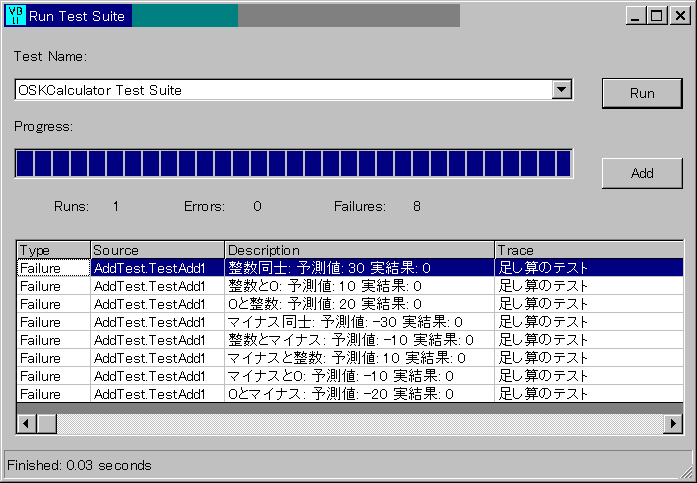 VB U Run Test Suite
Test Name:
OSKCalculator Test Suite
Run
Progress:
Add
Runs: 1 Errors: 0 Failures: 8
Type Source Description Trace
Failure AddTest.TestAdd1 整数同士: 予測値: 30 実結果: 0 足し算のテスト
Failure AddTest.TestAdd1 整数と0: 予測値: 10 実結果: 0 足し算のテスト
Failure AddTest.TestAdd1 0と整数: 予測値: 20 実結果: 0 足し算のテスト
Failure AddTest.TestAdd1 マイナス同士: 予測値: -30 実結果: 0 足し算のテスト
Failure AddTest.TestAdd1 整数とマイナス: 予測値: -10 実結果: 0 足し算のテスト
Failure AddTest.TestAdd1 マイナスと整数: 予測値: 10 実結果: 0 足し算のテスト
Failure AddTest.TestAdd1 マイナスと0: 予測値: -10 実結果: 0 足し算のテスト
Failure AddTest.TestAdd1 0とマイナス: 予測値: -20 実結果: 0 足し算のテスト
Finished: 0.03 seconds